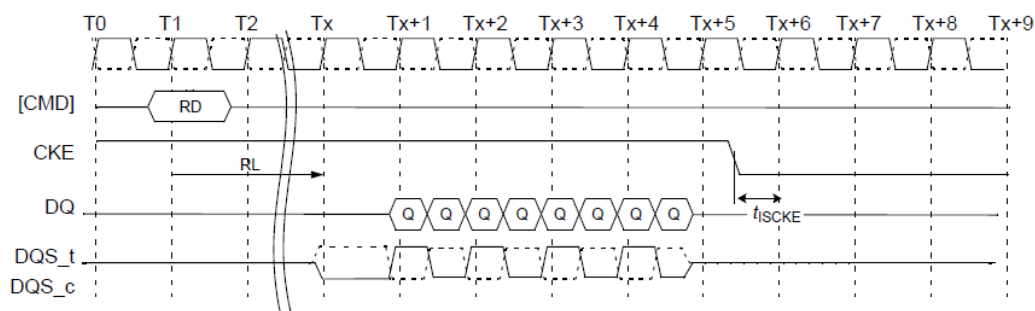 T0 T1 T2 Tx Tx+1 Tx+2 Tx+3 Tx+4 Tx+5 Tx+6 Tx+7 Tx+8 Tx+9
[CMD] RD
CKE
RL
DQ Q Q Q Q Q Q Q Q tISCKE
DQS_t
DQS_c